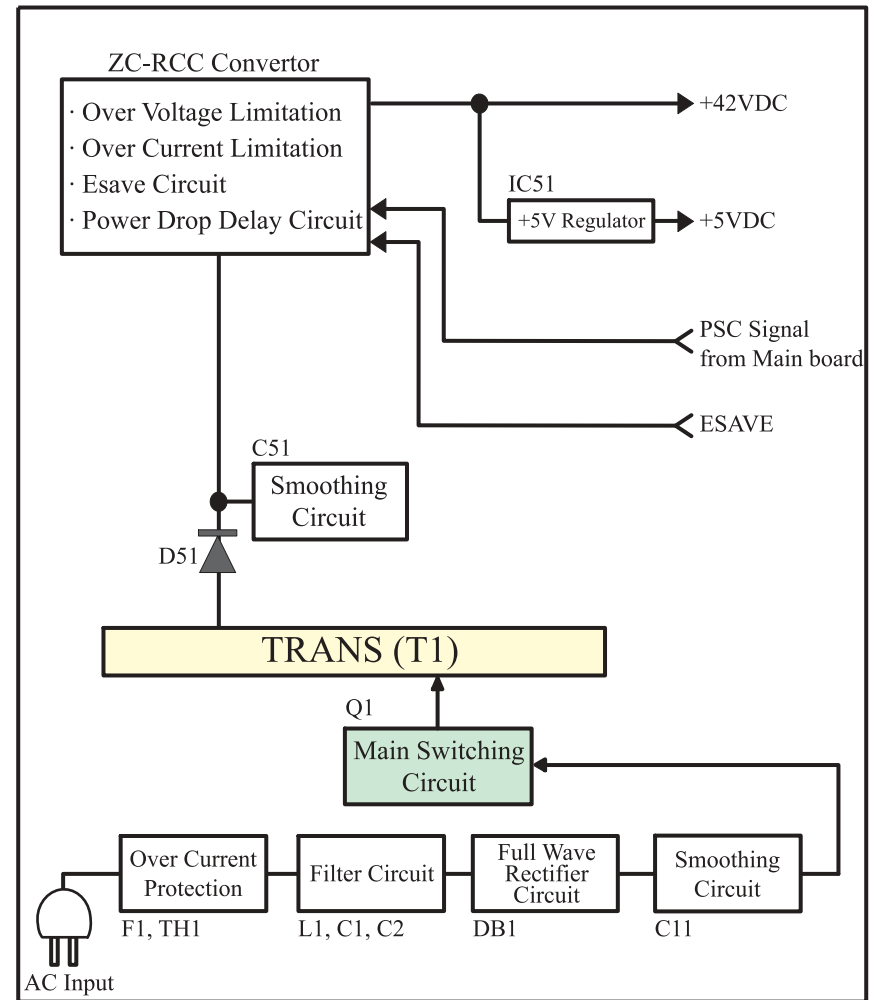 ZC-RCC Convertor
· Over Voltage Limitation
· Over Current Limitation
· Esave Circuit
· Power Drop Delay Circuit
+42VDC
IC51
+5V Regulator
+5VDC
PSC Signal
from Main board
ESAVE
C51
Smoothing
Circuit
D51
TRANS (T1)
Q1
Main Switching
Circuit
Over Current
Protection
F1, TH1
Filter Circuit
L1, C1, C2
Full Wave
Rectifier
Circuit
DB1
Smoothing
Circuit
C11
AC Input